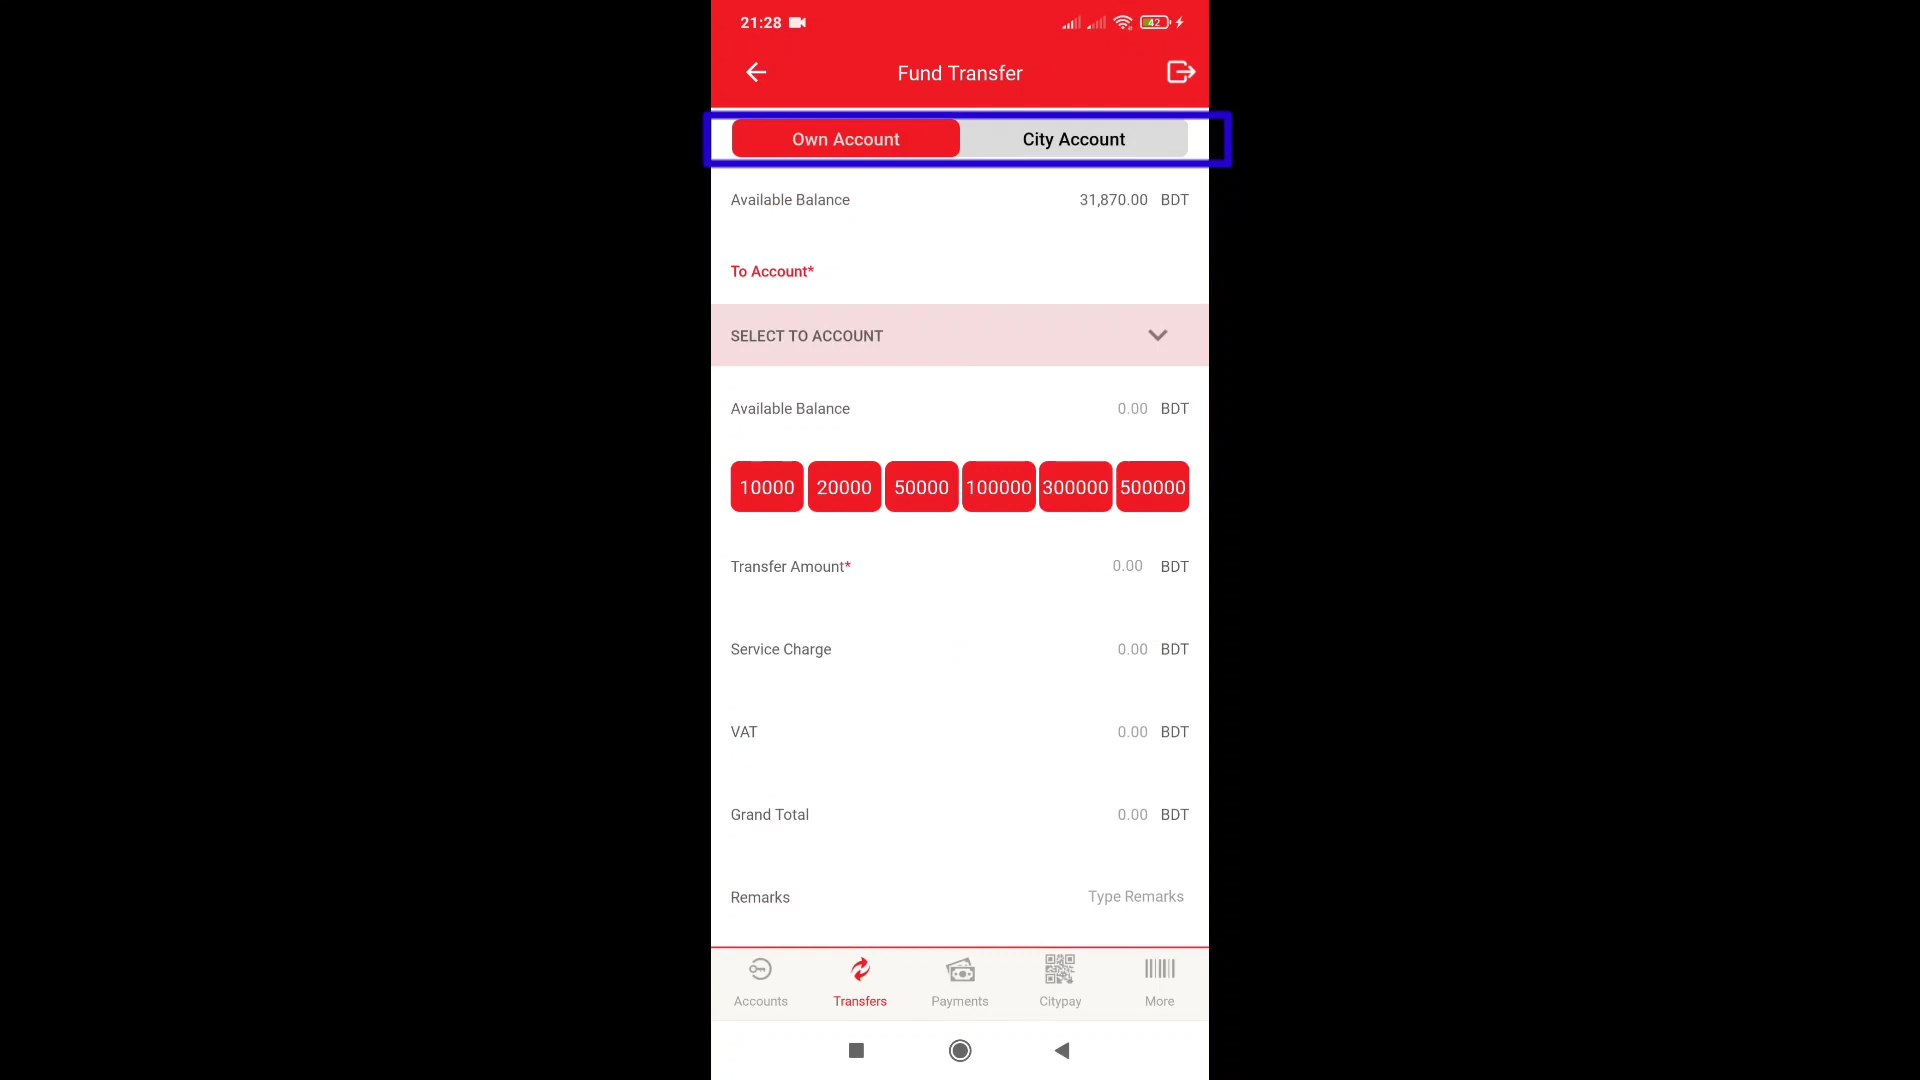 21:28 42
Fund Transfer
Own Account City Account
Available Balance 31,870.00 BDT
To Account*
SELECT TO ACCOUNT
Available Balance 0.00 BDT
10000 20000 50000 100000 300000 500000
Transfer Amount* 0.00 BDT
Service Charge 0.00 BDT
VAT 0.00 BDT
Grand Total 0.00 BDT
Remarks Type Remarks
Accounts Transfers Payments Citypay More